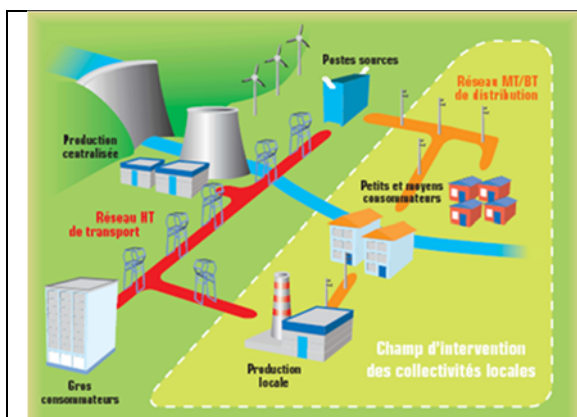 Postes sources
Réseau MT/BT
de distribution
Production
centralisée
Petits et moyens
consommateurs
Réseau HT
de transport
Champ d'intervention
des collectivités locales
Production
locale
Gros
consommateurs